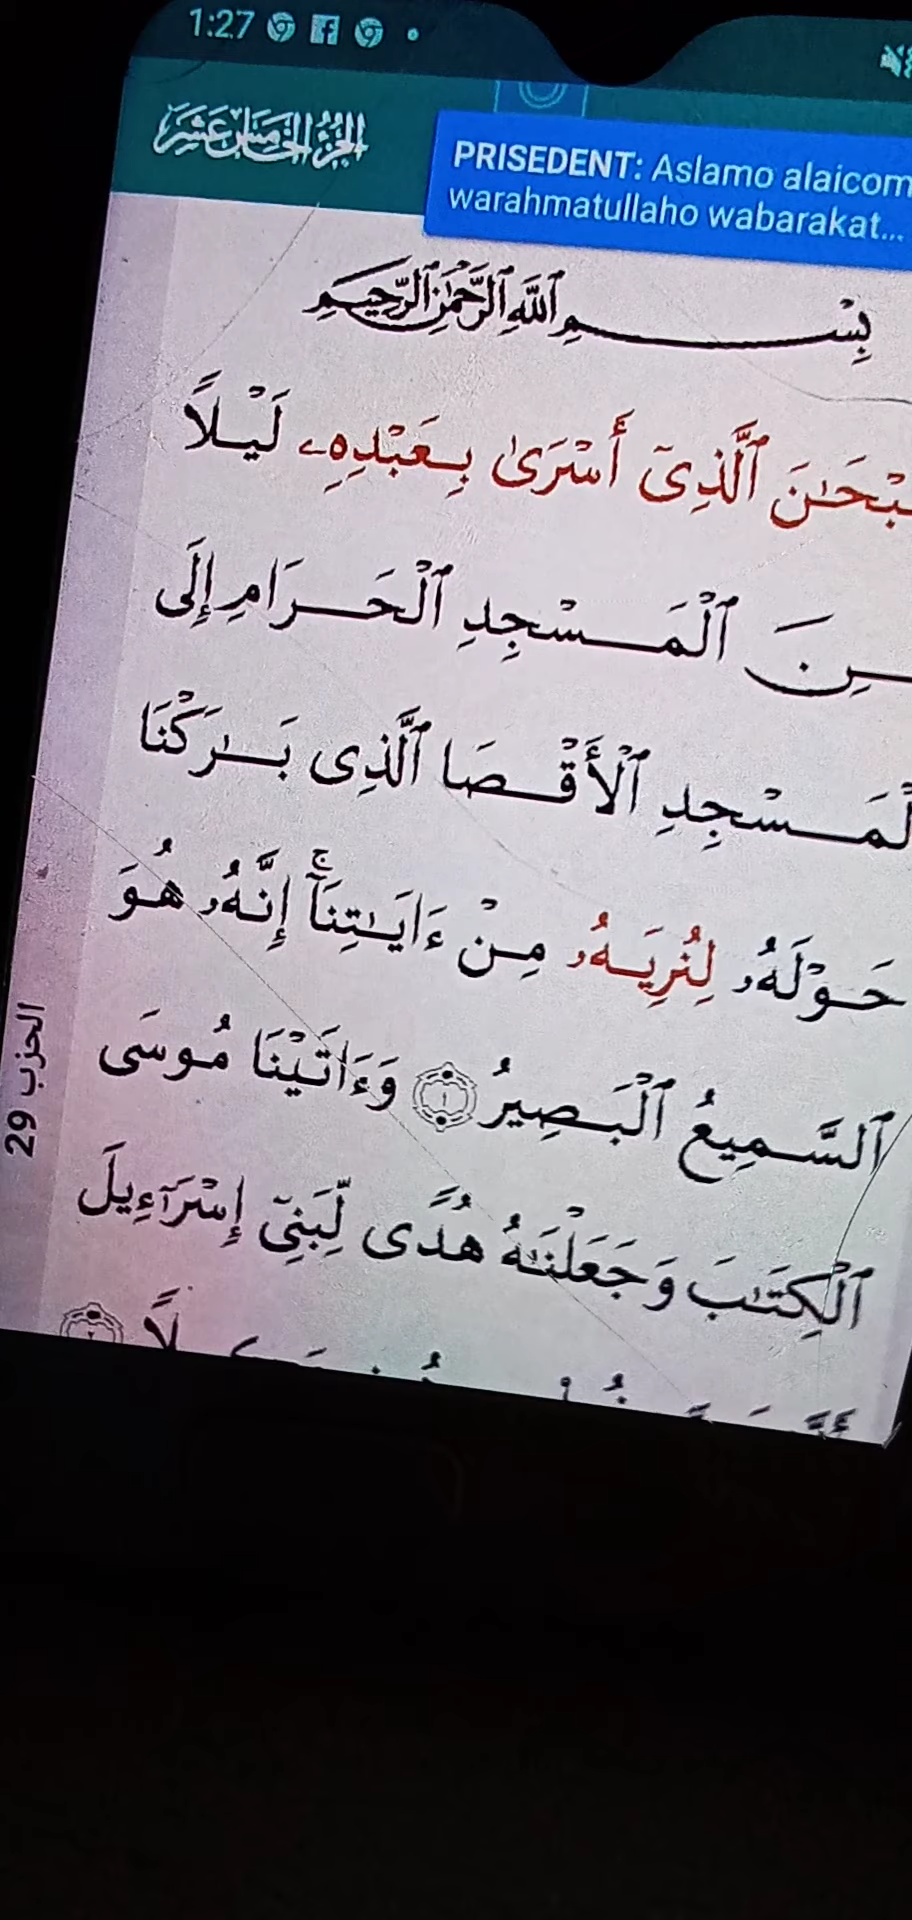 1:27
الجزء الخامس عشر
PRISEDENT: Aslamo alaicom
warahmatullaho wabarakat...
بِسْمِ ٱللَّهِ ٱلرَّحْمَٰنِ ٱلرَّحِيمِ
ٱلَّذِىٓ أَسْرَىٰ بِعَبْدِهِۦ لَيْلًا
ٱلْمَسْجِدِ ٱلْحَرَامِ إِلَى
لْمَسْجِدِ ٱلْأَقْصَا ٱلَّذِى بَٰرَكْنَا
حَوْلَهُۥ لِنُرِيَهُۥ مِنْ ءَايَٰتِنَآ ۚ إِنَّهُۥ هُوَ
ٱلسَّمِيعُ ٱلْبَصِيرُ ١ وَءَاتَيْنَا مُوسَى
ٱلْكِتَٰبَ وَجَعَلْنَٰهُ هُدًى لِّبَنِىٓ إِسْرَٰٓءِيلَ
الحزب 29